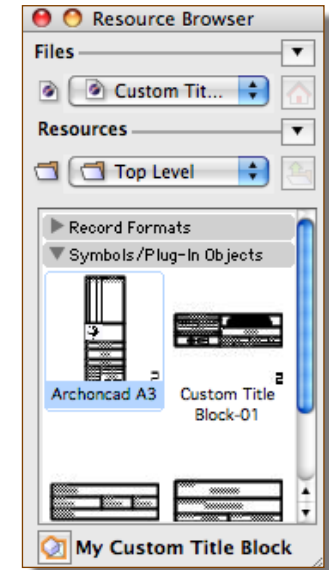 Resource Browser
Files
Custom Tit...
Resources
Top Level
Record Formats
Symbols/Plug-In Objects
Archoncad A3
Custom Title
Block-01
My Custom Title Block